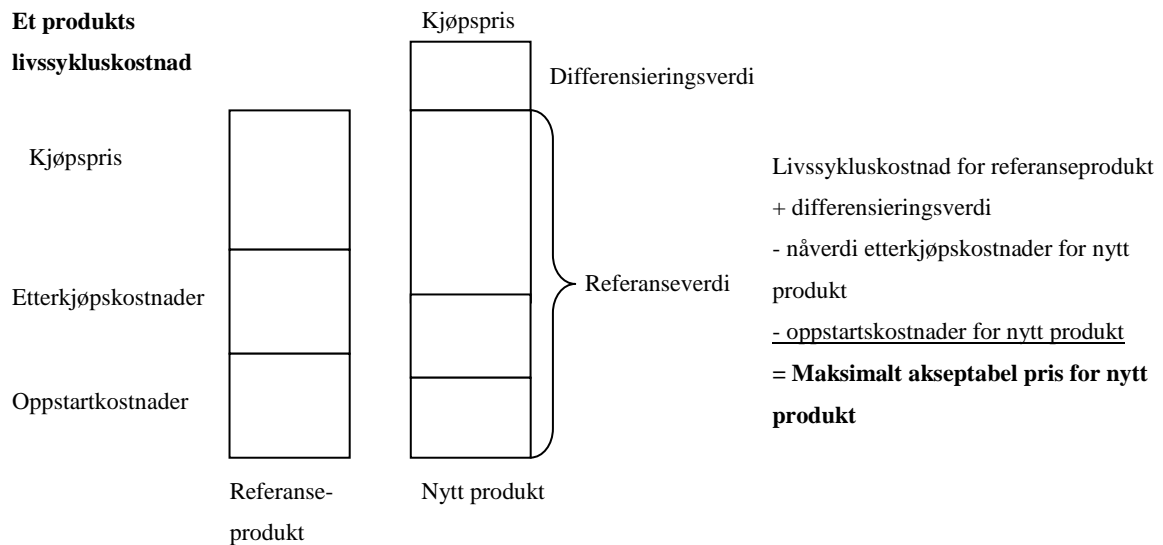 Et produkts
livssykluskostnad
Kjøpspris
Differensieringsverdi
Kjøpspris
Livssykluskostnad for referanseprodukt
+ differensieringsverdi
- nåverdi etterkjøpskostnader for nytt
produkt
- oppstartskostnader for nytt produkt
= Maksimalt akseptabel pris for nytt
produkt
Etterkjøpskostnader
Referanseverdi
Oppstartkostnader
Referanse-
produkt
Nytt produkt